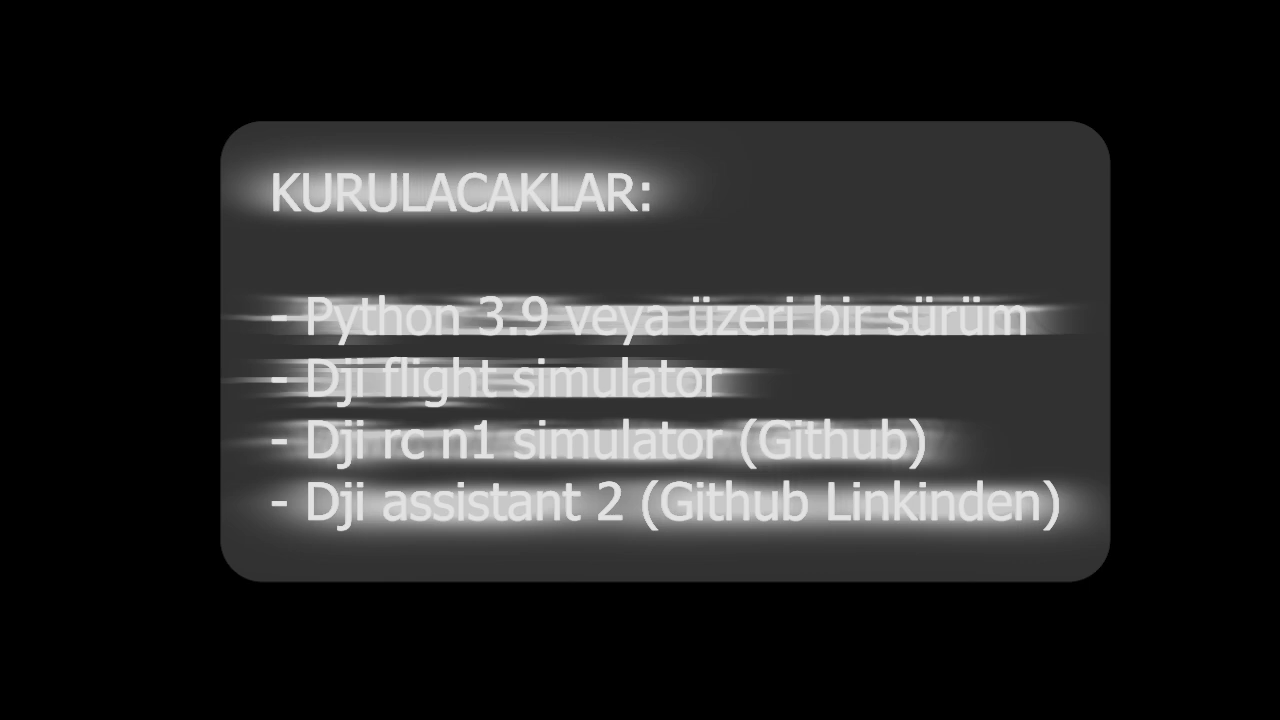 KURULACAKLAR:
- Python 3.9 veya üzeri bir sürüm
- Dji flight simulator
- Dji rc n1 simulator (Github)
- Dji assistant 2 (Github Linkinden)